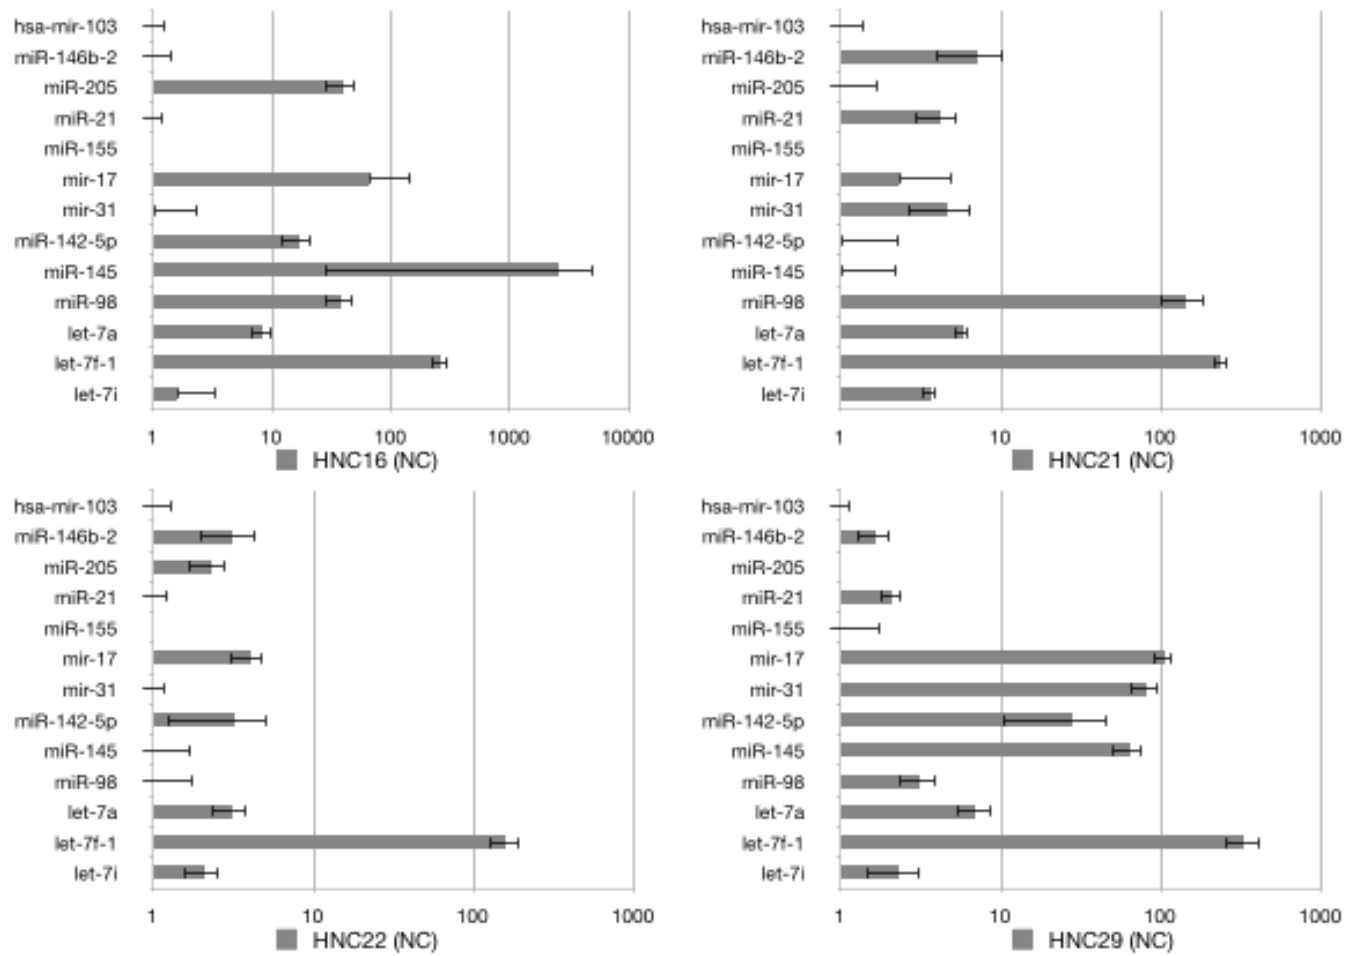 hsa-mir-103
miR-146b-2
miR-205
miR-21
miR-155
mir-17
mir-31
miR-142-5p
miR-145
miR-98
let-7a
let-7f-1
let-7i
1 10 100 1000 10000
HNC16 (NC)
hsa-mir-103
miR-146b-2
miR-205
miR-21
miR-155
mir-17
mir-31
miR-142-5p
miR-145
miR-98
let-7a
let-7f-1
let-7i
1 10 100 1000
HNC21 (NC)
hsa-mir-103
miR-146b-2
miR-205
miR-21
miR-155
mir-17
mir-31
miR-142-5p
miR-145
miR-98
let-7a
let-7f-1
let-7i
1 10 100 1000
HNC22 (NC)
hsa-mir-103
miR-146b-2
miR-205
miR-21
miR-155
mir-17
mir-31
miR-142-5p
miR-145
miR-98
let-7a
let-7f-1
let-7i
1 10 100 1000
HNC29 (NC)